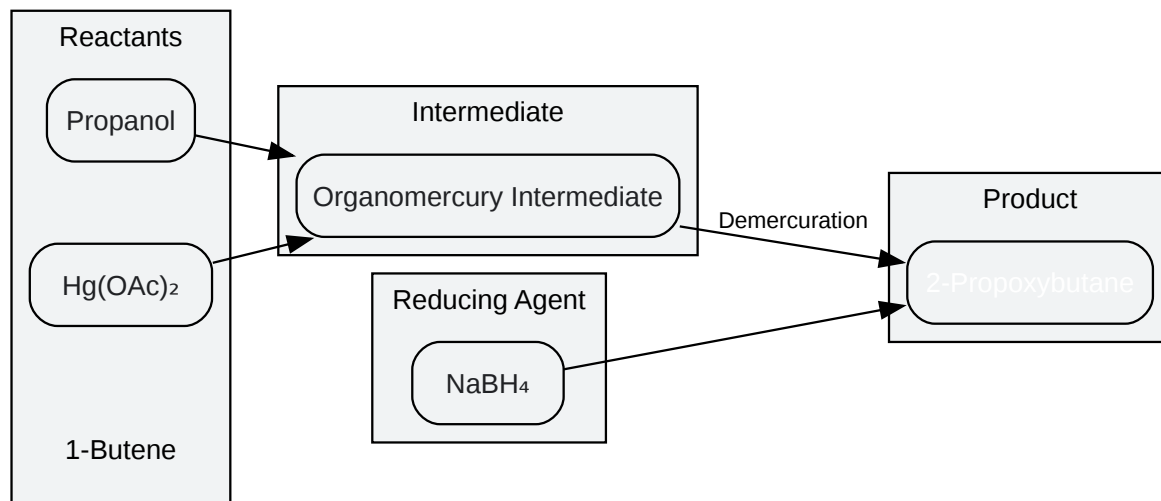 Reactants
Propanol
Hg(OAc)₂
1-Butene
Intermediate
Organomercury Intermediate
Reducing Agent
NaBH₄
Demercuration
Product
2-Propoxybutane